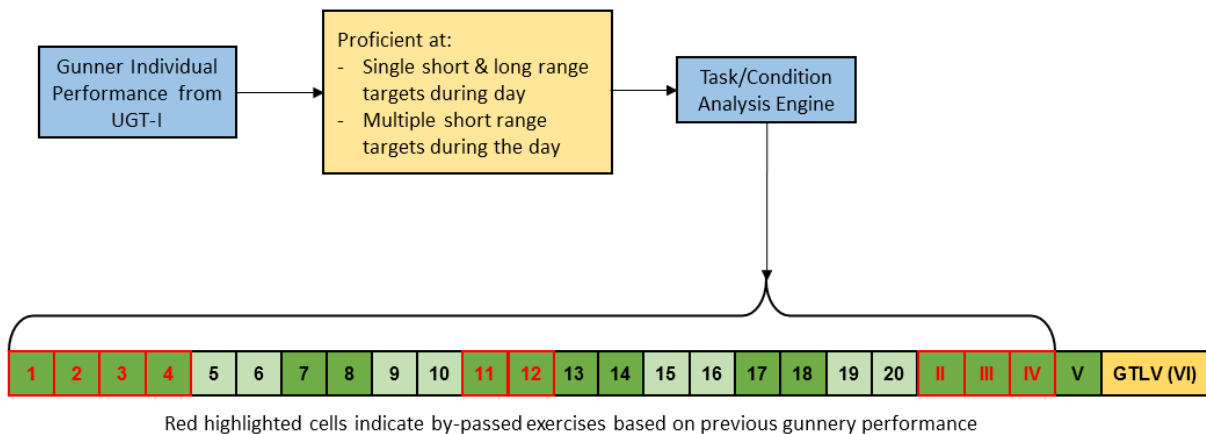 Gunner Individual
Performance from
UGT-I
Proficient at:
- Single short & long range
targets during day
- Multiple short range
targets during the day
Task/Condition
Analysis Engine
1 2 3 4 5 6 7 8 9 10 11 12 13 14 15 16 17 18 19 20 II III IV V GTLV (VI)
Red highlighted cells indicate by-passed exercises based on previous gunnery performance